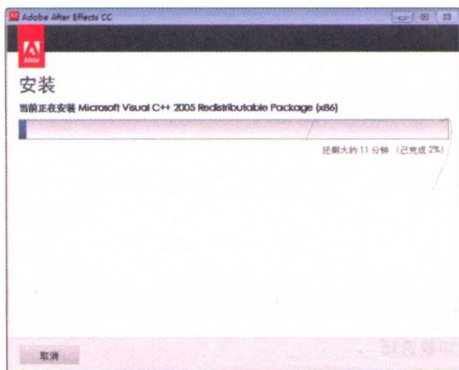 Adobe After Effects CC
Adobe
安装
当前正在安装 Microsoft Visual C++ 2005 Redistributable Package (x86)
还剩大约 11 分钟 （已完成 2%）
取消